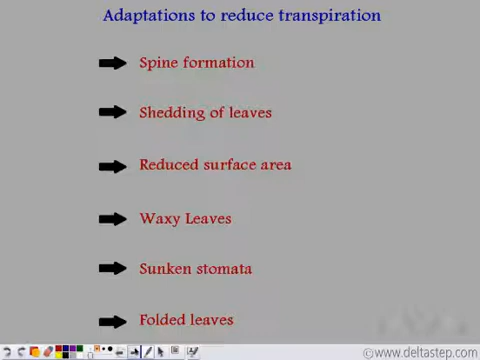 Adaptations to reduce transpiration
Spine formation
Shedding of leaves
Reduced surface area
Waxy Leaves
Sunken stomata
Folded leaves
©www.deltastep.com